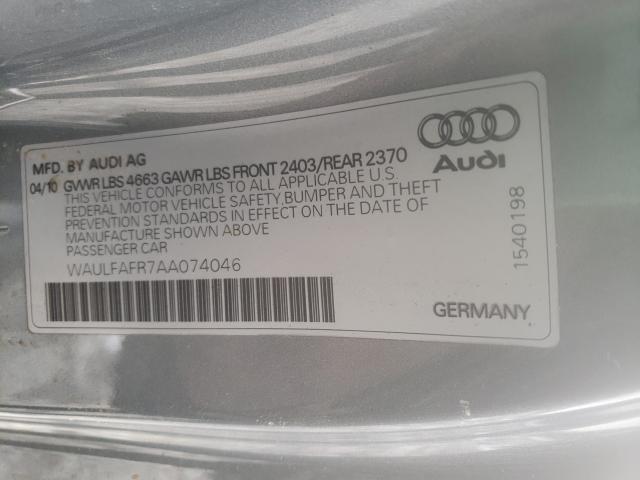 MFD. BY AUDI AG
04/10 GVWR LBS 4663 GAWR LBS FRONT 2403/REAR 2370
THIS VEHICLE CONFORMS TO ALL APPLICABLE U.S.
FEDERAL MOTOR VEHICLE SAFETY,BUMPER AND THEFT
PREVENTION STANDARDS IN EFFECT ON THE DATE OF
MANUFACTURE SHOWN ABOVE
PASSENGER CAR
WAULFAFR7AA074046
Audi
1540198
GERMANY